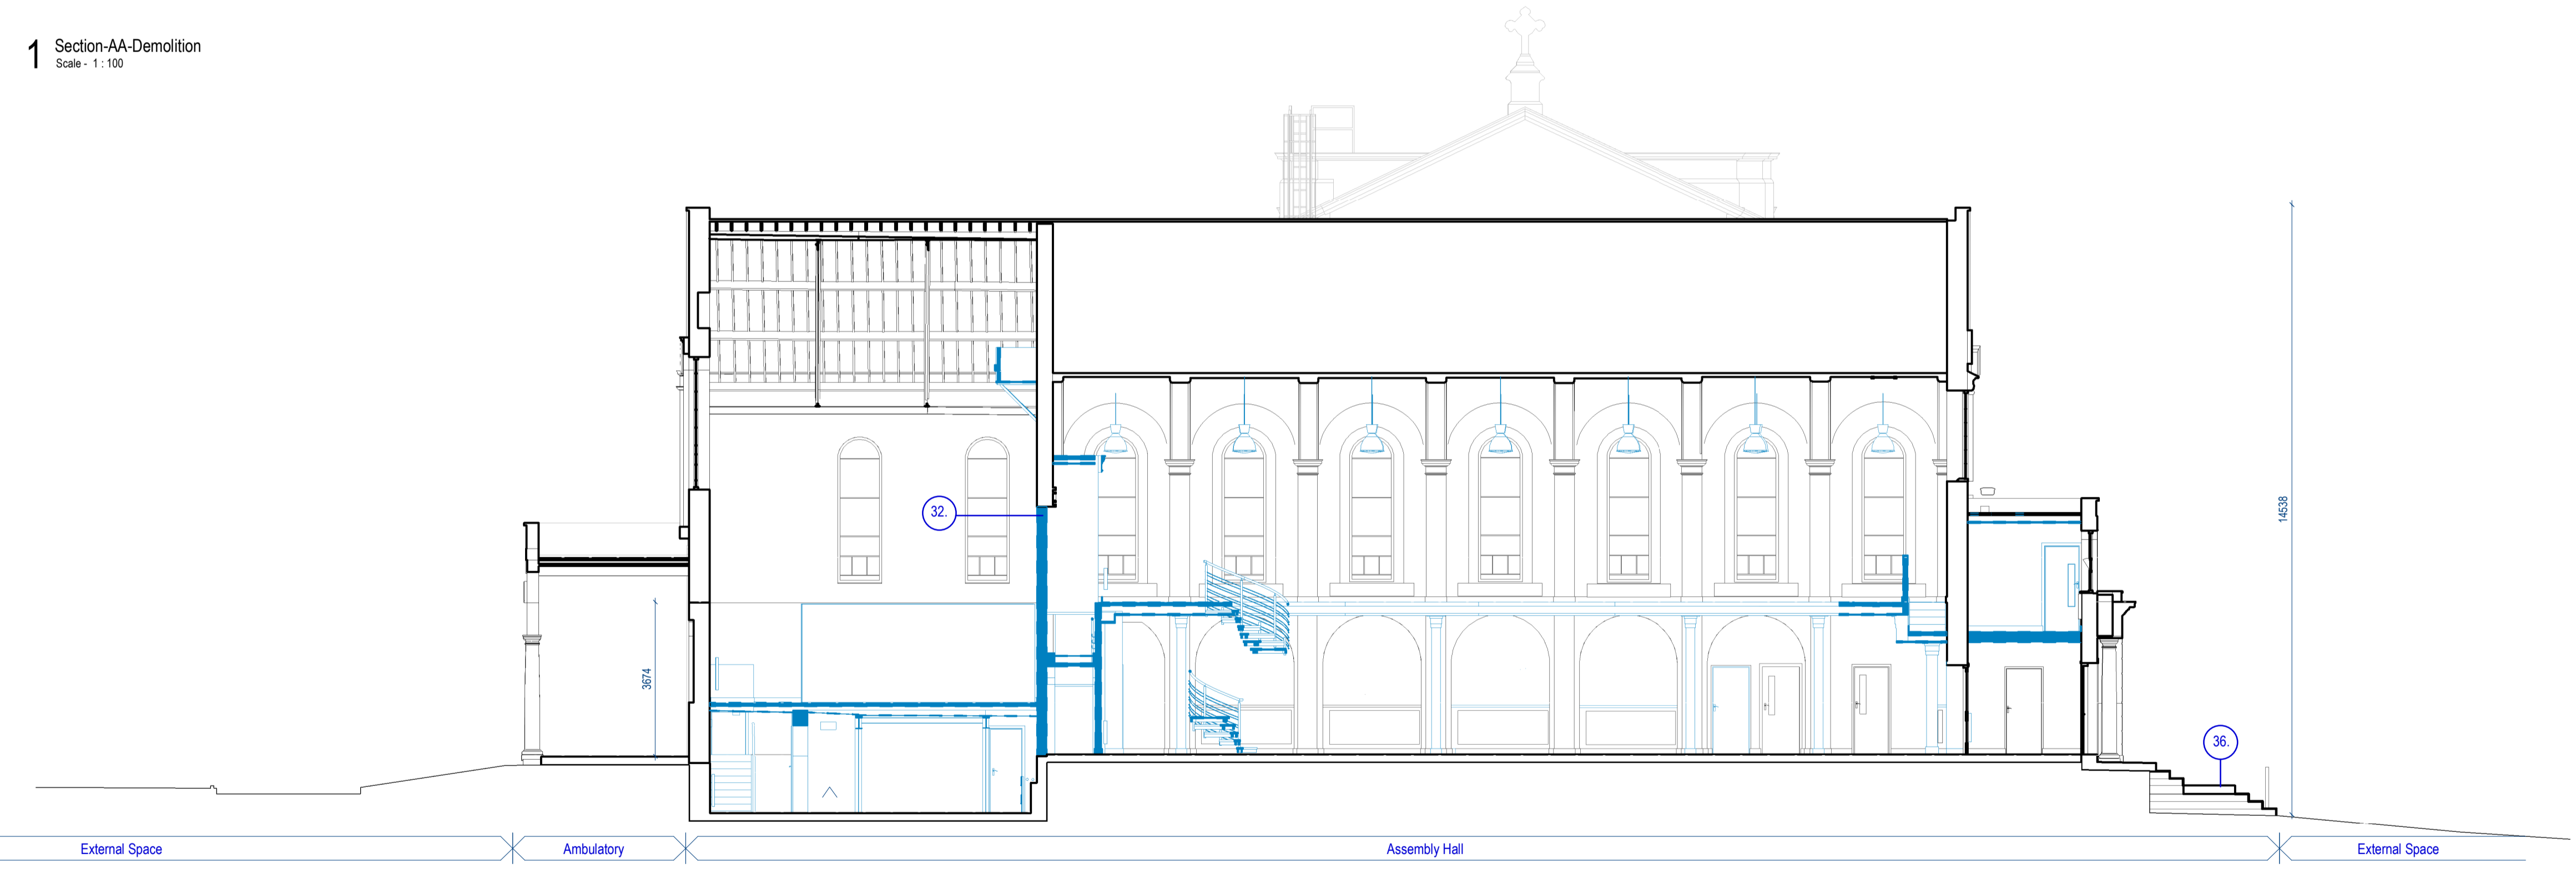 1 Section-AA-Demolition
Scale - 1 : 100
32.
14538
3674
36.
External Space
Ambulatory
Assembly Hall
External Space